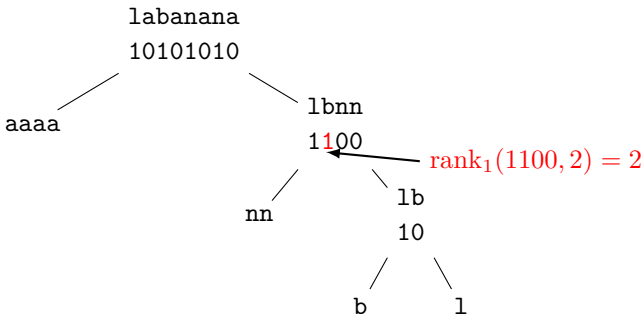 labanana
10101010
aaaa
lbnn
1100
rank₁(1100, 2) = 2
nn
lb
10
b
l